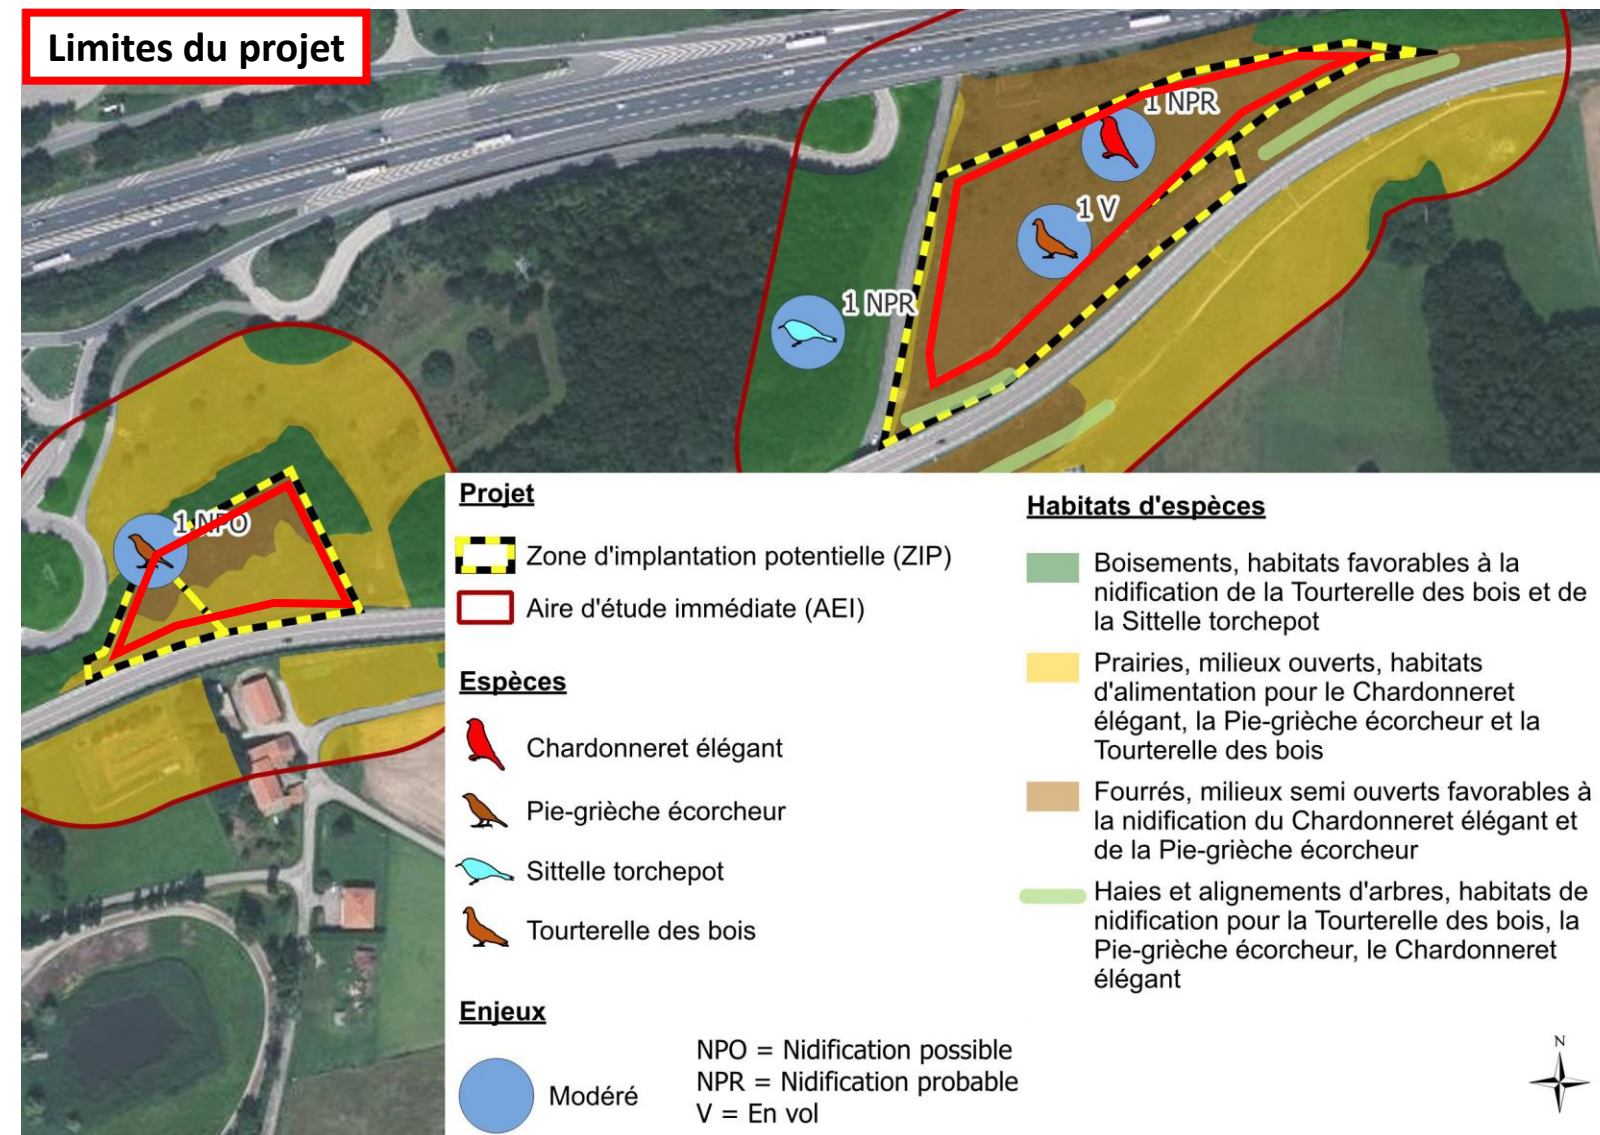 Limites du projet
1 NPR
1 V
1 NPR
1 NPO
Projet
Zone d'implantation potentielle (ZIP)
Aire d'étude immédiate (AEI)
Espèces
Chardonneret élégant
Pie-grièche écorcheur
Sittelle torchepot
Tourterelle des bois
Enjeux
Modéré
NPO = Nidification possible
NPR = Nidification probable
V = En vol
Habitats d'espèces
Boisements, habitats favorables à la
nidification de la Tourterelle des bois et de
la Sittelle torchepot
Prairies, milieux ouverts, habitats
d'alimentation pour le Chardonneret
élégant, la Pie-grièche écorcheur et la
Tourterelle des bois
Fourrés, milieux semi ouverts favorables à
la nidification du Chardonneret élégant et
de la Pie-grièche écorcheur
Haies et alignements d'arbres, habitats de
nidification pour la Tourterelle des bois, la
Pie-grièche écorcheur, le Chardonneret
élégant
N